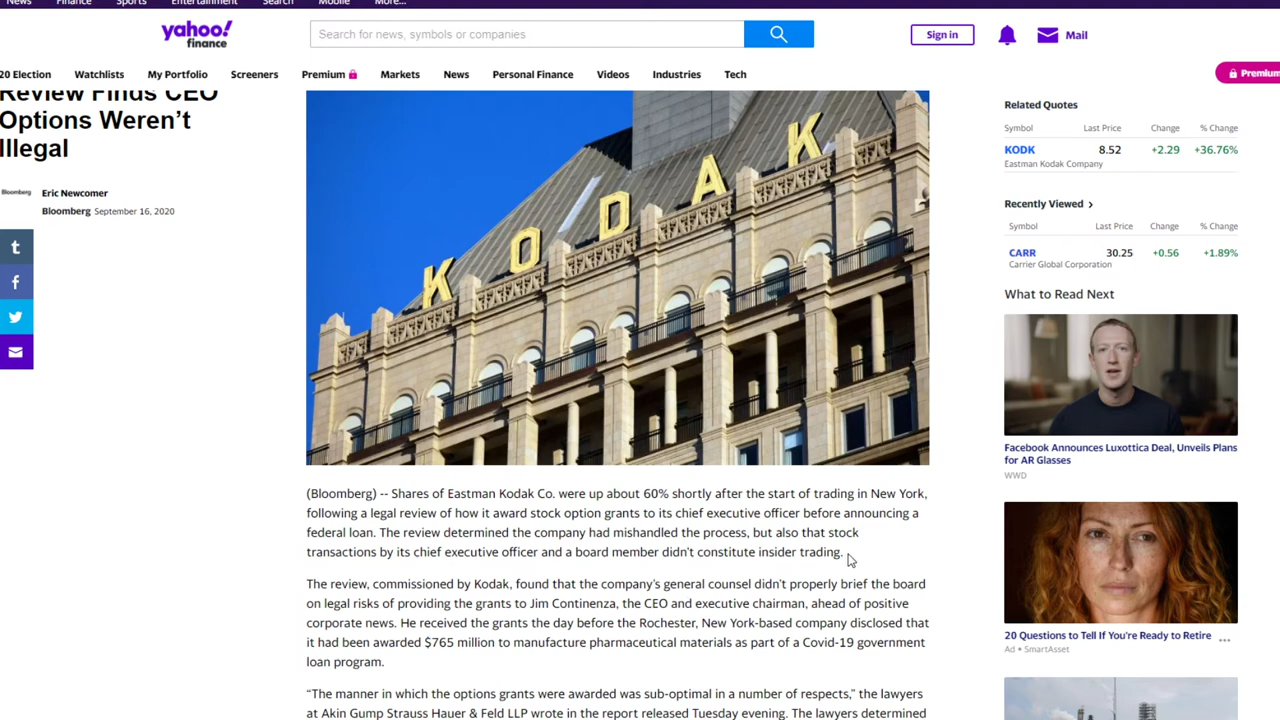 News Finance Sports Entertainment Search Mobile More...
yahoo!
finance
Search for news, symbols or companies
Sign in
Mail
20 Election Watchlists My Portfolio Screeners Premium Markets News Personal Finance Videos Industries Tech
Premium
Review Finds CEO
Options Weren't
Illegal
Bloomberg
Eric Newcomer
Bloomberg September 16, 2020
KODAK
(Bloomberg) -- Shares of Eastman Kodak Co. were up about 60% shortly after the start of trading in New York,
following a legal review of how it award stock option grants to its chief executive officer before announcing a
federal loan. The review determined the company had mishandled the process, but also that stock
transactions by its chief executive officer and a board member didn't constitute insider trading.
The review, commissioned by Kodak, found that the company's general counsel didn't properly brief the board
on legal risks of providing the grants to Jim Continenza, the CEO and executive chairman, ahead of positive
corporate news. He received the grants the day before the Rochester, New York-based company disclosed that
it had been awarded $765 million to manufacture pharmaceutical materials as part of a Covid-19 government
loan program.
"The manner in which the options grants were awarded was sub-optimal in a number of respects," the lawyers
at Akin Gump Strauss Hauer & Feld LLP wrote in the report released Tuesday evening. The lawyers determined
Related Quotes
Symbol Last Price Change % Change
KODK 8.52 +2.29 +36.76%
Eastman Kodak Company
Recently Viewed
Symbol Last Price Change % Change
CARR 30.25 +0.56 +1.89%
Carrier Global Corporation
What to Read Next
Facebook Announces Luxottica Deal, Unveils Plans
for AR Glasses
WWD
20 Questions to Tell If You're Ready to Retire
Ad • SmartAsset